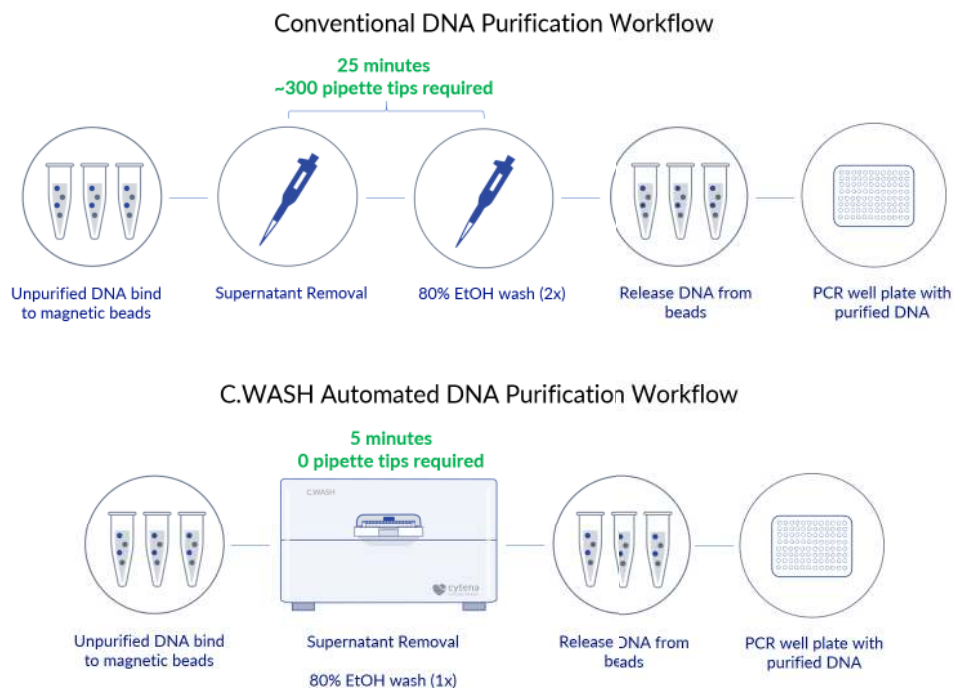 Conventional DNA Purification Workflow
25 minutes
~300 pipette tips required
Unpurified DNA bind
to magnetic beads
Supernatant Removal
80% EtOH wash (2x)
Release DNA from
beads
PCR well plate with
purified DNA
C.WASH Automated DNA Purification Workflow
5 minutes
0 pipette tips required
C.WASH
cytena
Unpurified DNA bind
to magnetic beads
Supernatant Removal
80% EtOH wash (1x)
Release DNA from
beads
PCR well plate with
purified DNA